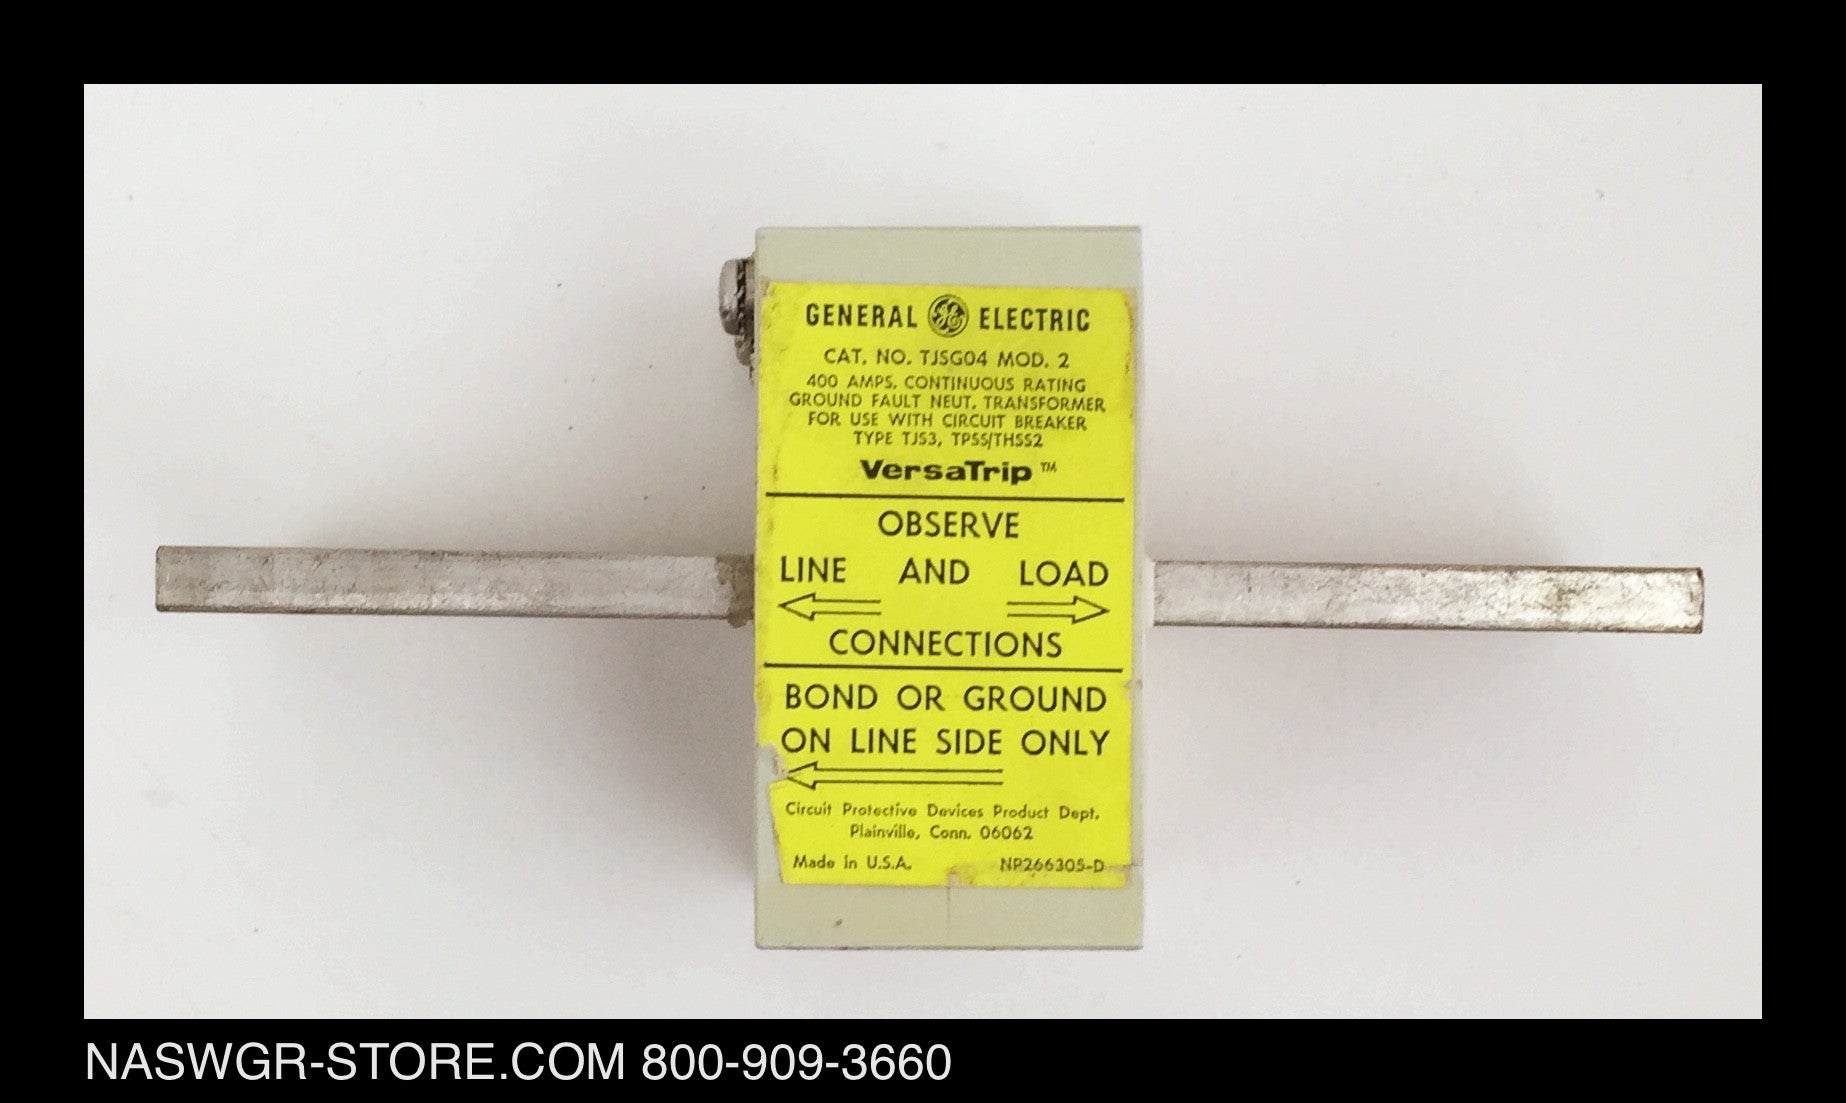 GENERAL GE ELECTRIC
CAT. NO. TJSG04 MOD. 2
400 AMPS. CONTINUOUS RATING
GROUND FAULT NEUT. TRANSFORMER
FOR USE WITH CIRCUIT BREAKER
TYPE TJS3, TPSS/THSS2
VersaTrip ™
OBSERVE
LINE AND LOAD
CONNECTIONS
BOND OR GROUND
ON LINE SIDE ONLY
Circuit Protective Devices Product Dept.
Plainville, Conn. 06062
Made in U.S.A. NP266305-D
NASWGR-STORE.COM 800-909-3660